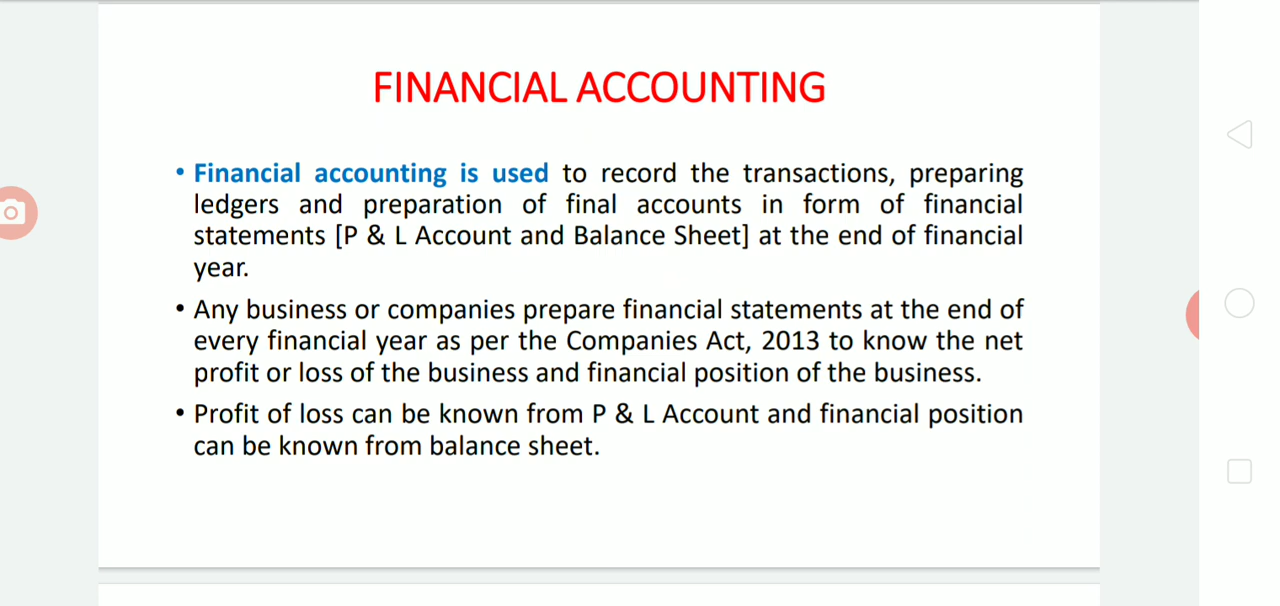 FINANCIAL ACCOUNTING
• Financial accounting is used to record the transactions, preparing
ledgers and preparation of final accounts in form of financial
statements [P & L Account and Balance Sheet] at the end of financial
year.
• Any business or companies prepare financial statements at the end of
every financial year as per the Companies Act, 2013 to know the net
profit or loss of the business and financial position of the business.
• Profit of loss can be known from P & L Account and financial position
can be known from balance sheet.